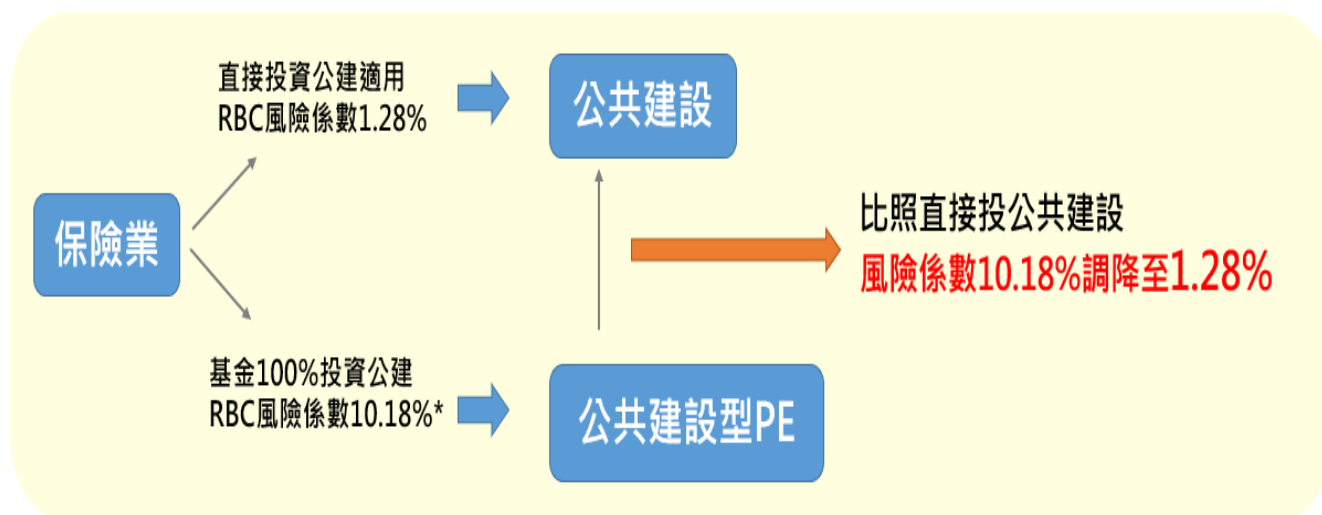 直接投資公建適用
RBC風險係數1.28%
公共建設
保險業
比照直接投公共建設
風險係數10.18%調降至1.28%
基金100%投資公建
RBC風險係數10.18%*
公共建設型PE